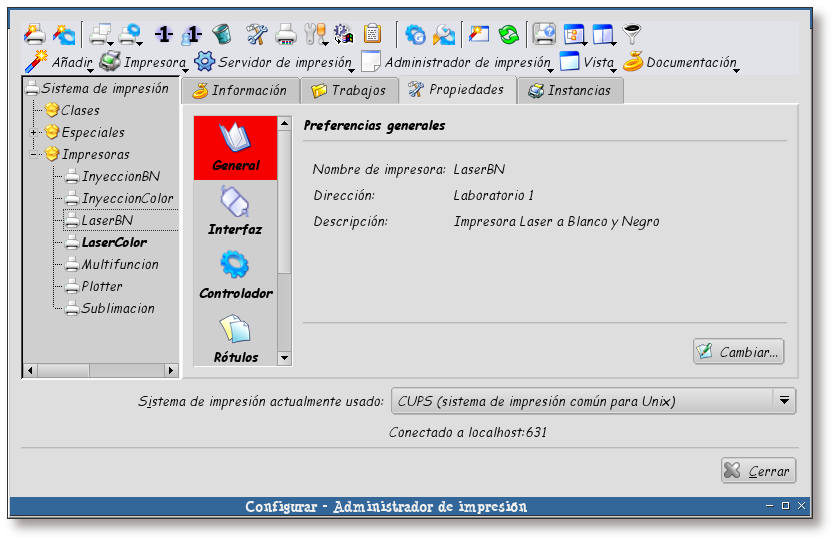 -1- -1-
Añadir Impresora Servidor de impresión Administrador de impresión Vista Documentación
Sistema de impresión
Clases
Especiales
Impresoras
InyeccionBN
InyeccionColor
LaserBN
LaserColor
Multifuncion
Plotter
Sublimacion
Información Trabajos Propiedades Instancias
General
Interfaz
Controlador
Rótulos
Preferencias generales
Nombre de impresora: LaserBN
Dirección: Laboratorio 1
Descripción: Impresora Laser a Blanco y Negro
Cambiar...
Sistema de impresión actualmente usado: CUPS (sistema de impresión común para Unix)
Conectado a localhost:631
Cerrar
Configurar - Administrador de impresión